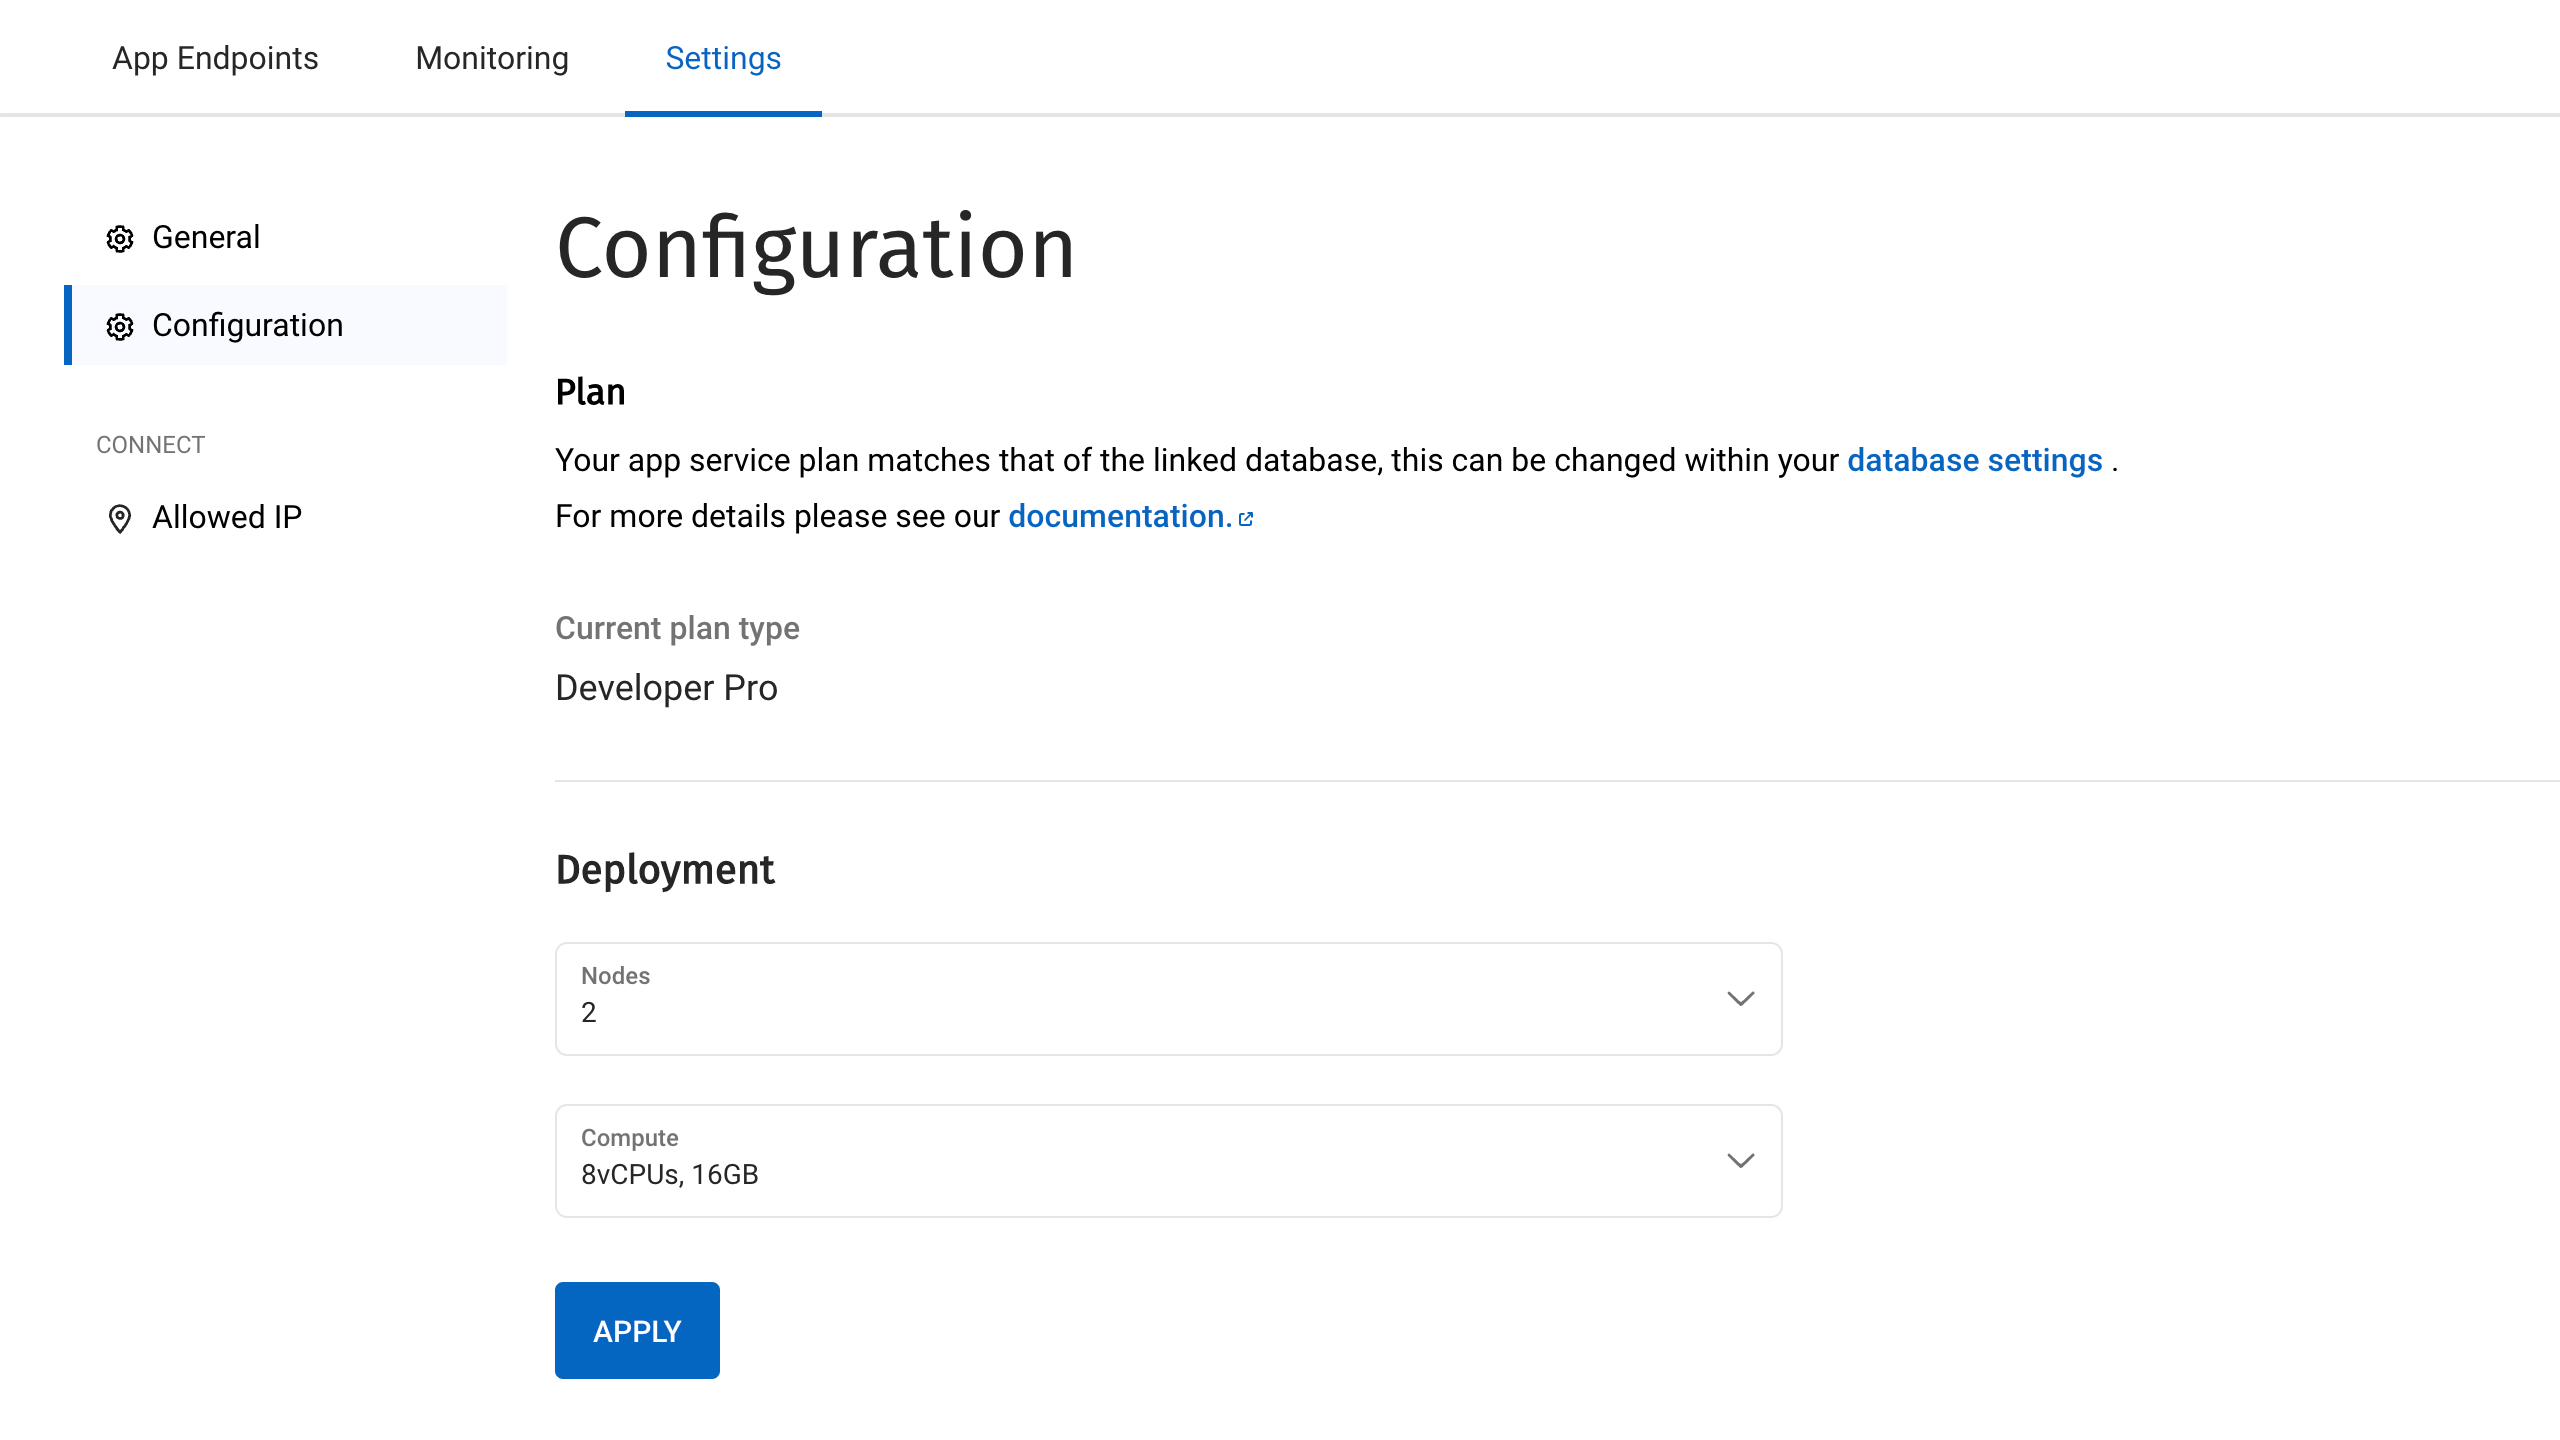 App Endpoints
Monitoring
Settings
General
Configuration
CONNECT
Allowed IP
Configuration
Plan
Your app service plan matches that of the linked database, this can be changed within your database settings .
For more details please see our documentation.
Current plan type
Developer Pro
Deployment
Nodes
2
Compute
8vCPUs, 16GB
APPLY